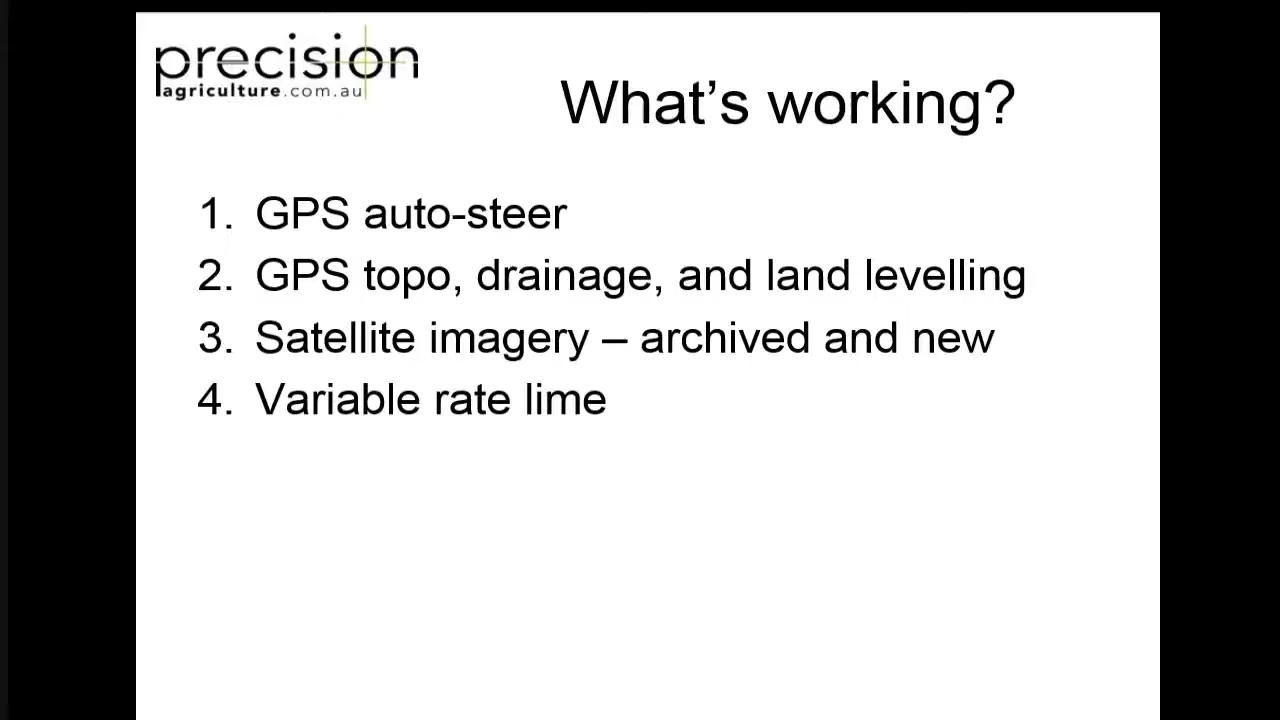 precision
agriculture.com.au
What's working?
1. GPS auto-steer
2. GPS topo, drainage, and land levelling
3. Satellite imagery – archived and new
4. Variable rate lime